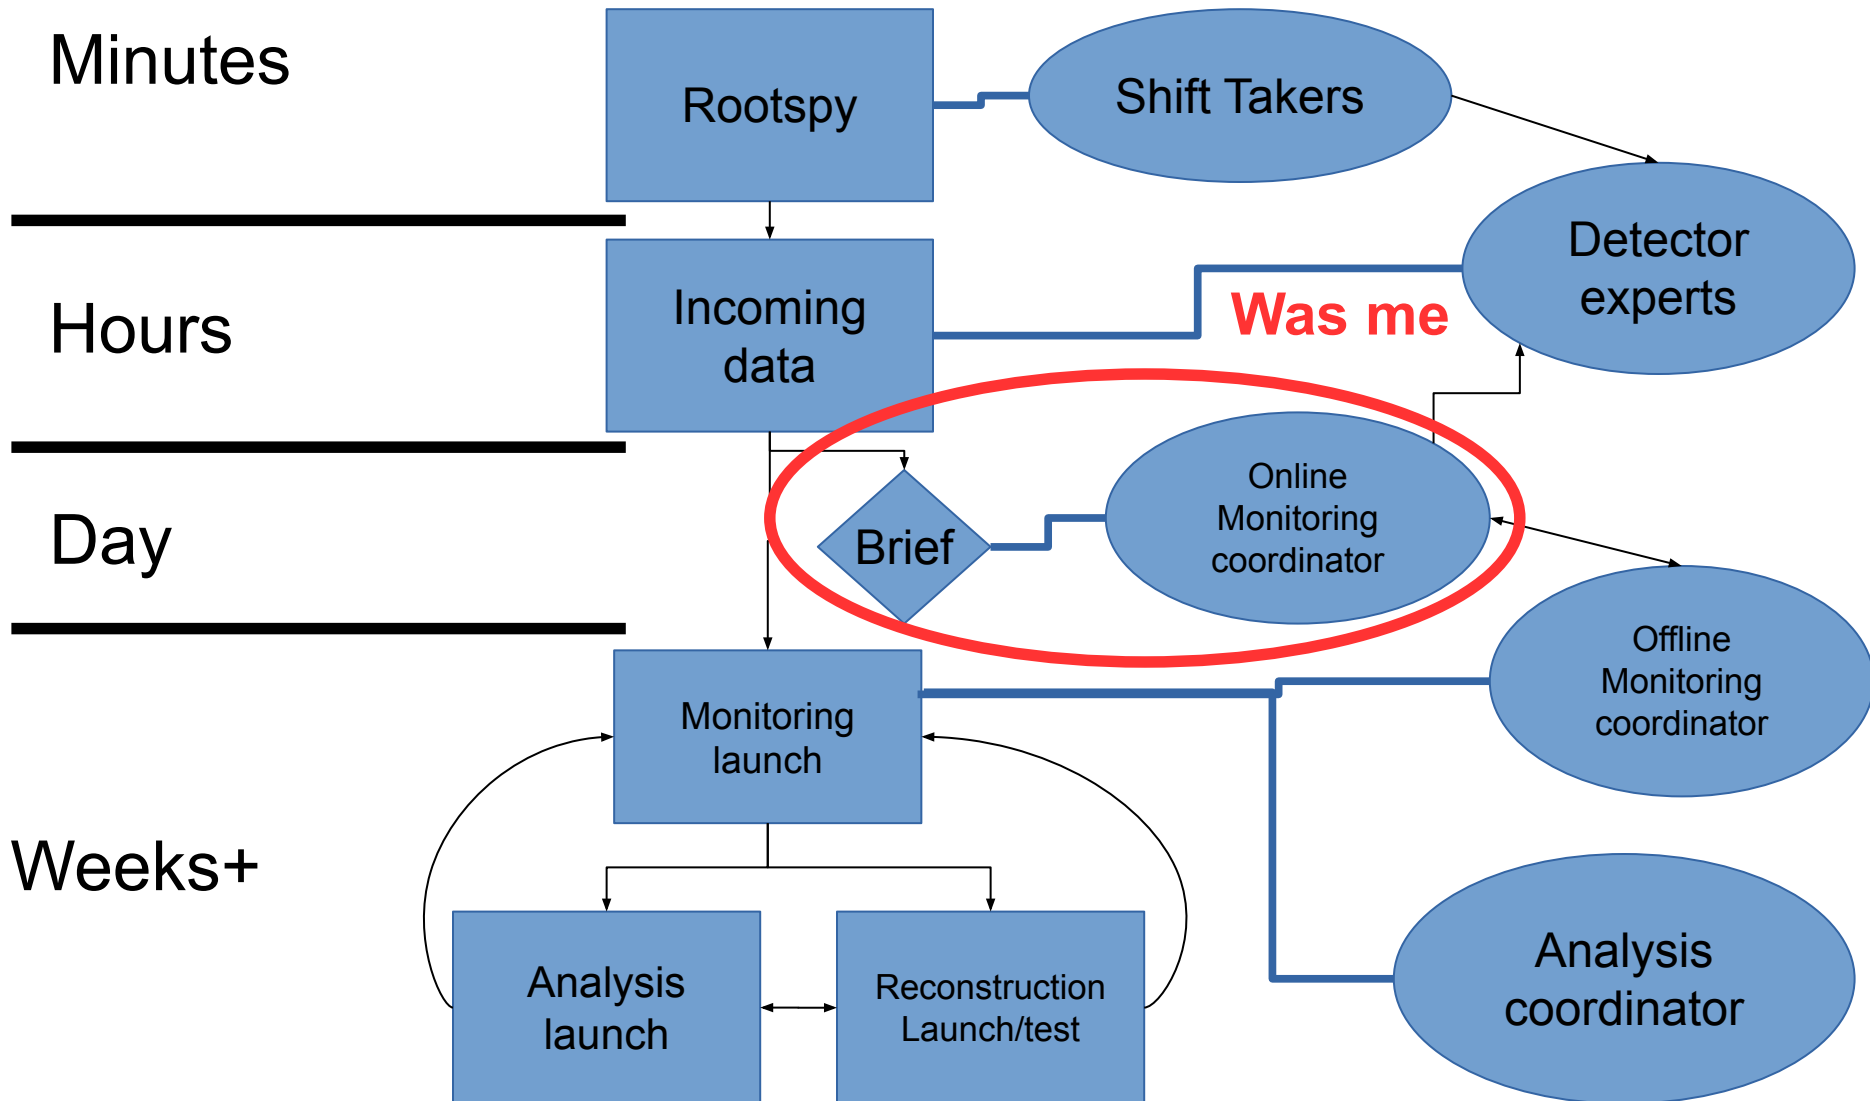 Minutes
Rootspy
Shift Takers
Detector
experts
Hours
Incoming
data
Was me
Day
Brief
Online
Monitoring
coordinator
Offline
Monitoring
coordinator
Monitoring
launch
Weeks+
Analysis
launch
Reconstruction
Launch/test
Analysis
coordinator